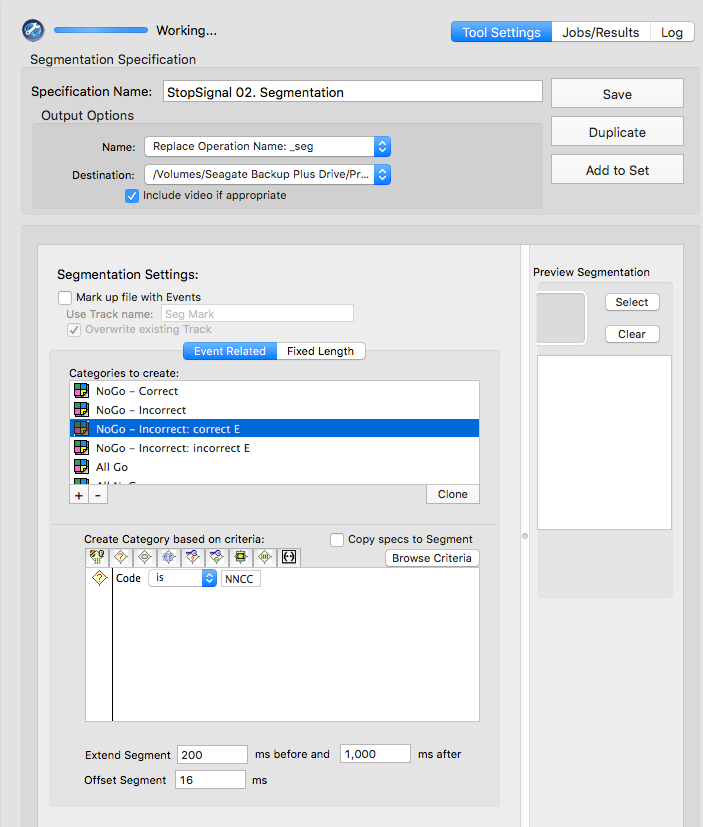 Working...
Tool Settings Jobs/Results Log
Segmentation Specification
Specification Name: StopSignal 02. Segmentation
Save
Output Options
Duplicate
Name: Replace Operation Name: _seg
Destination: /Volumes/Seagate Backup Plus Drive/Pr...
Add to Set
Include video if appropriate
Segmentation Settings:
Preview Segmentation
Mark up file with Events
Select
Use Track name: Seg Mark
Overwrite existing Track
Clear
Event Related Fixed Length
Categories to create:
NoGo – Correct
NoGo – Incorrect
NoGo – Incorrect: correct E
NoGo – Incorrect: incorrect E
All Go
+ - Clone
Create Category based on criteria: Copy specs to Segment
Browse Criteria
Code is NNCC
Extend Segment 200 ms before and 1,000 ms after
Offset Segment 16 ms